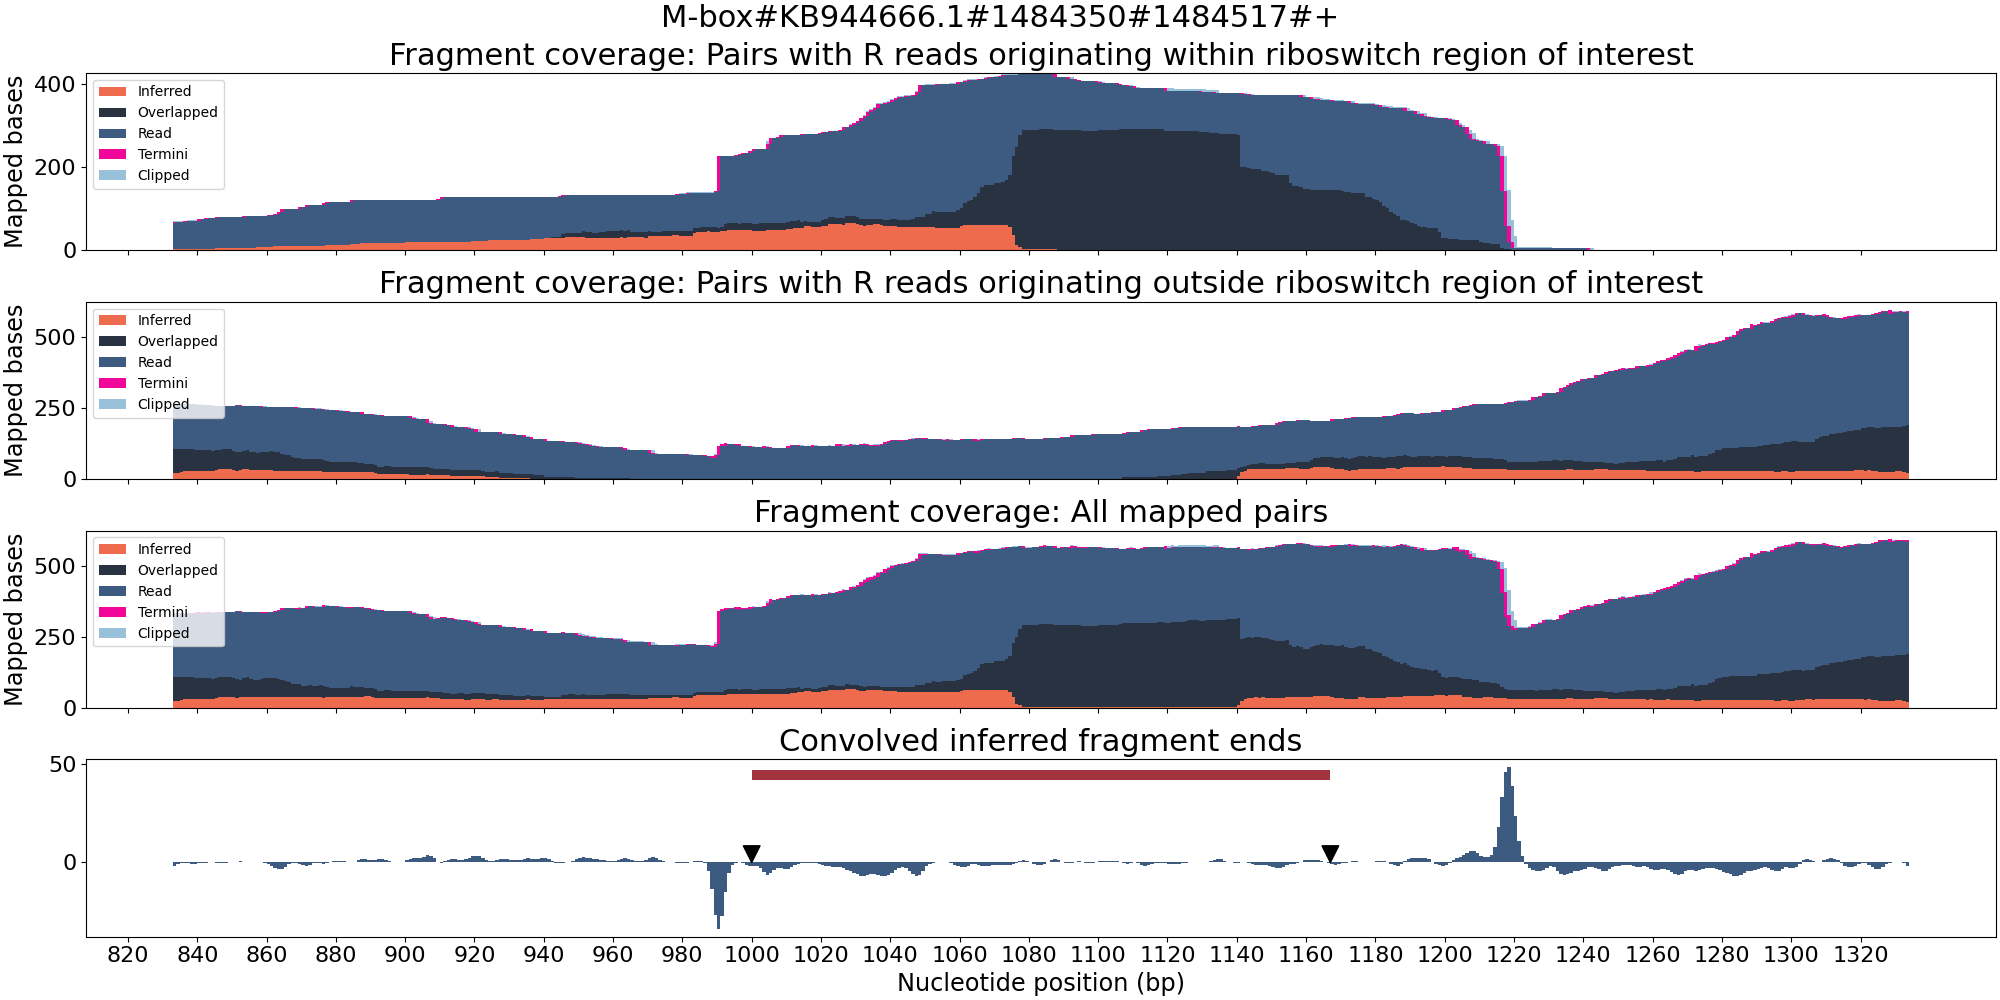 M-box#KB944666.1#1484350#1484517#+
Fragment coverage: Pairs with R reads originating within riboswitch region of interest
Mapped bases
400
200
0
Inferred
Overlapped
Read
Termini
Clipped
Fragment coverage: Pairs with R reads originating outside riboswitch region of interest
Mapped bases
500
250
0
Inferred
Overlapped
Read
Termini
Clipped
Fragment coverage: All mapped pairs
Mapped bases
500
250
0
Inferred
Overlapped
Read
Termini
Clipped
Convolved inferred fragment ends
50
0
820 840 860 880 900 920 940 960 980 1000 1020 1040 1060 1080 1100 1120 1140 1160 1180 1200 1220 1240 1260 1280 1300 1320
Nucleotide position (bp)